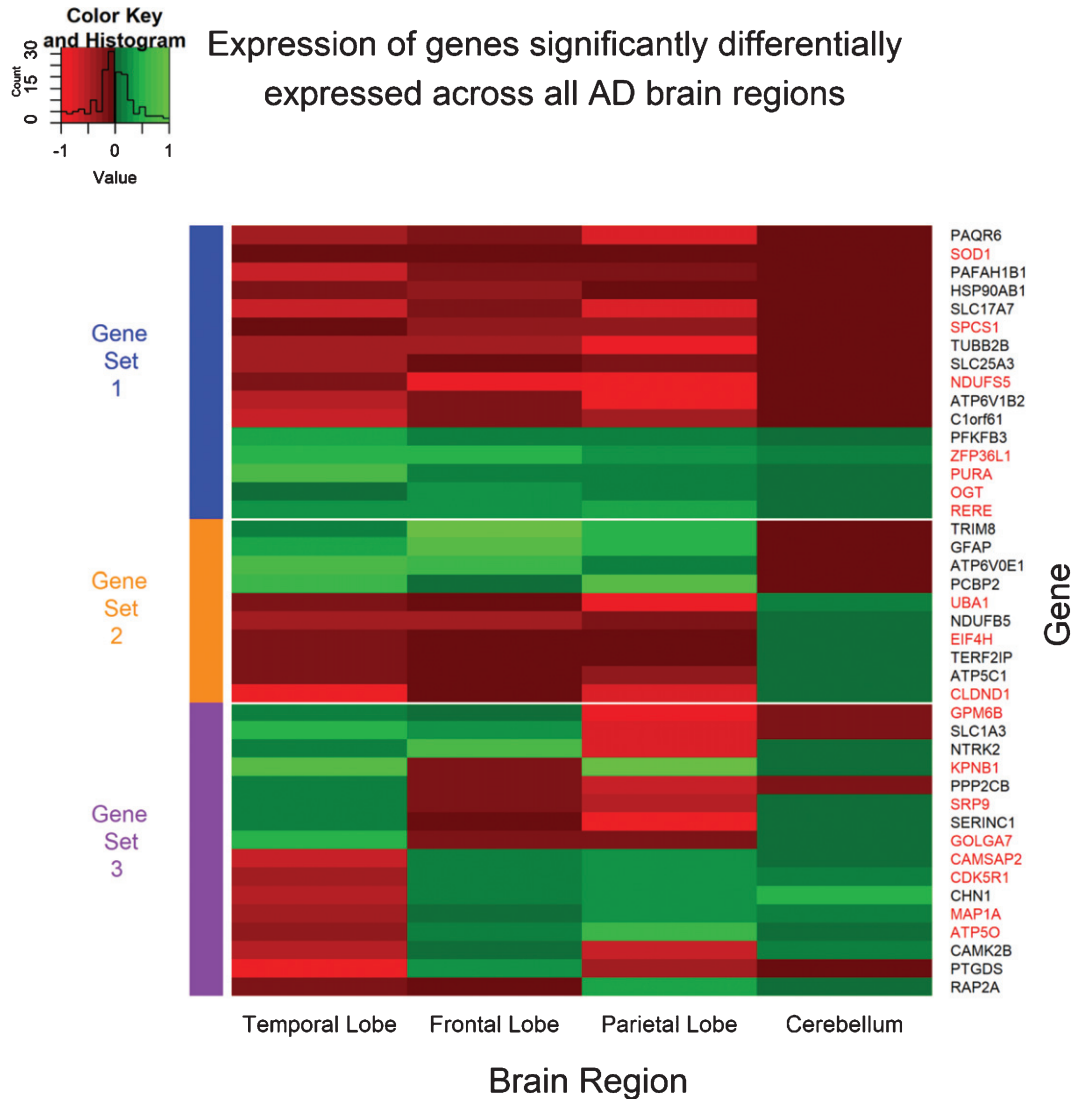 Color Key
and Histogram
Count
0 15 30
-1 0 1
Value
Expression of genes significantly differentially
expressed across all AD brain regions
Gene
Set
1
Gene
Set
2
Gene
Set
3
PAQR6
SOD1
PAFAH1B1
HSP90AB1
SLC17A7
SPCS1
TUBB2B
SLC25A3
NDUFS5
ATP6V1B2
C1orf61
PFKFB3
ZFP36L1
PURA
OGT
RERE
TRIM8
GFAP
ATP6V0E1
PCBP2
UBA1
NDUFB5
EIF4H
TERF2IP
ATP5C1
CLDND1
GPM6B
SLC1A3
NTRK2
KPNB1
PPP2CB
SRP9
SERINC1
GOLGA7
CAMSAP2
CDK5R1
CHN1
MAP1A
ATP5O
CAMK2B
PTGDS
RAP2A
Gene
Temporal Lobe Frontal Lobe Parietal Lobe Cerebellum
Brain Region